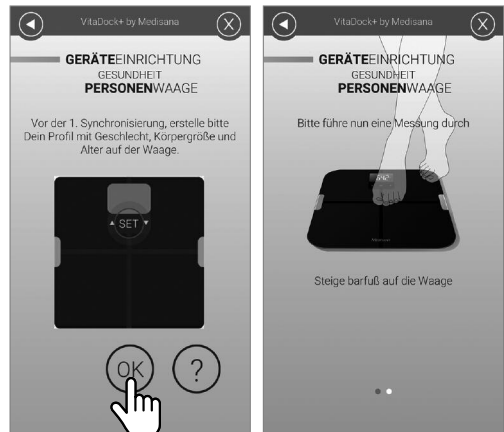 VitaDock+ by Medisana
GERÄTEEINRICHTUNG
GESUNDHEIT
PERSONENWAAGE
Vor der 1. Synchronisierung, erstelle bitte
Dein Profil mit Geschlecht, Körpergröße und
Alter auf der Waage.
SET
OK
?
VitaDock+ by Medisana
GERÄTEEINRICHTUNG
GESUNDHEIT
PERSONENWAAGE
Bitte führe nun eine Messung durch
Steige barfuß auf die Waage